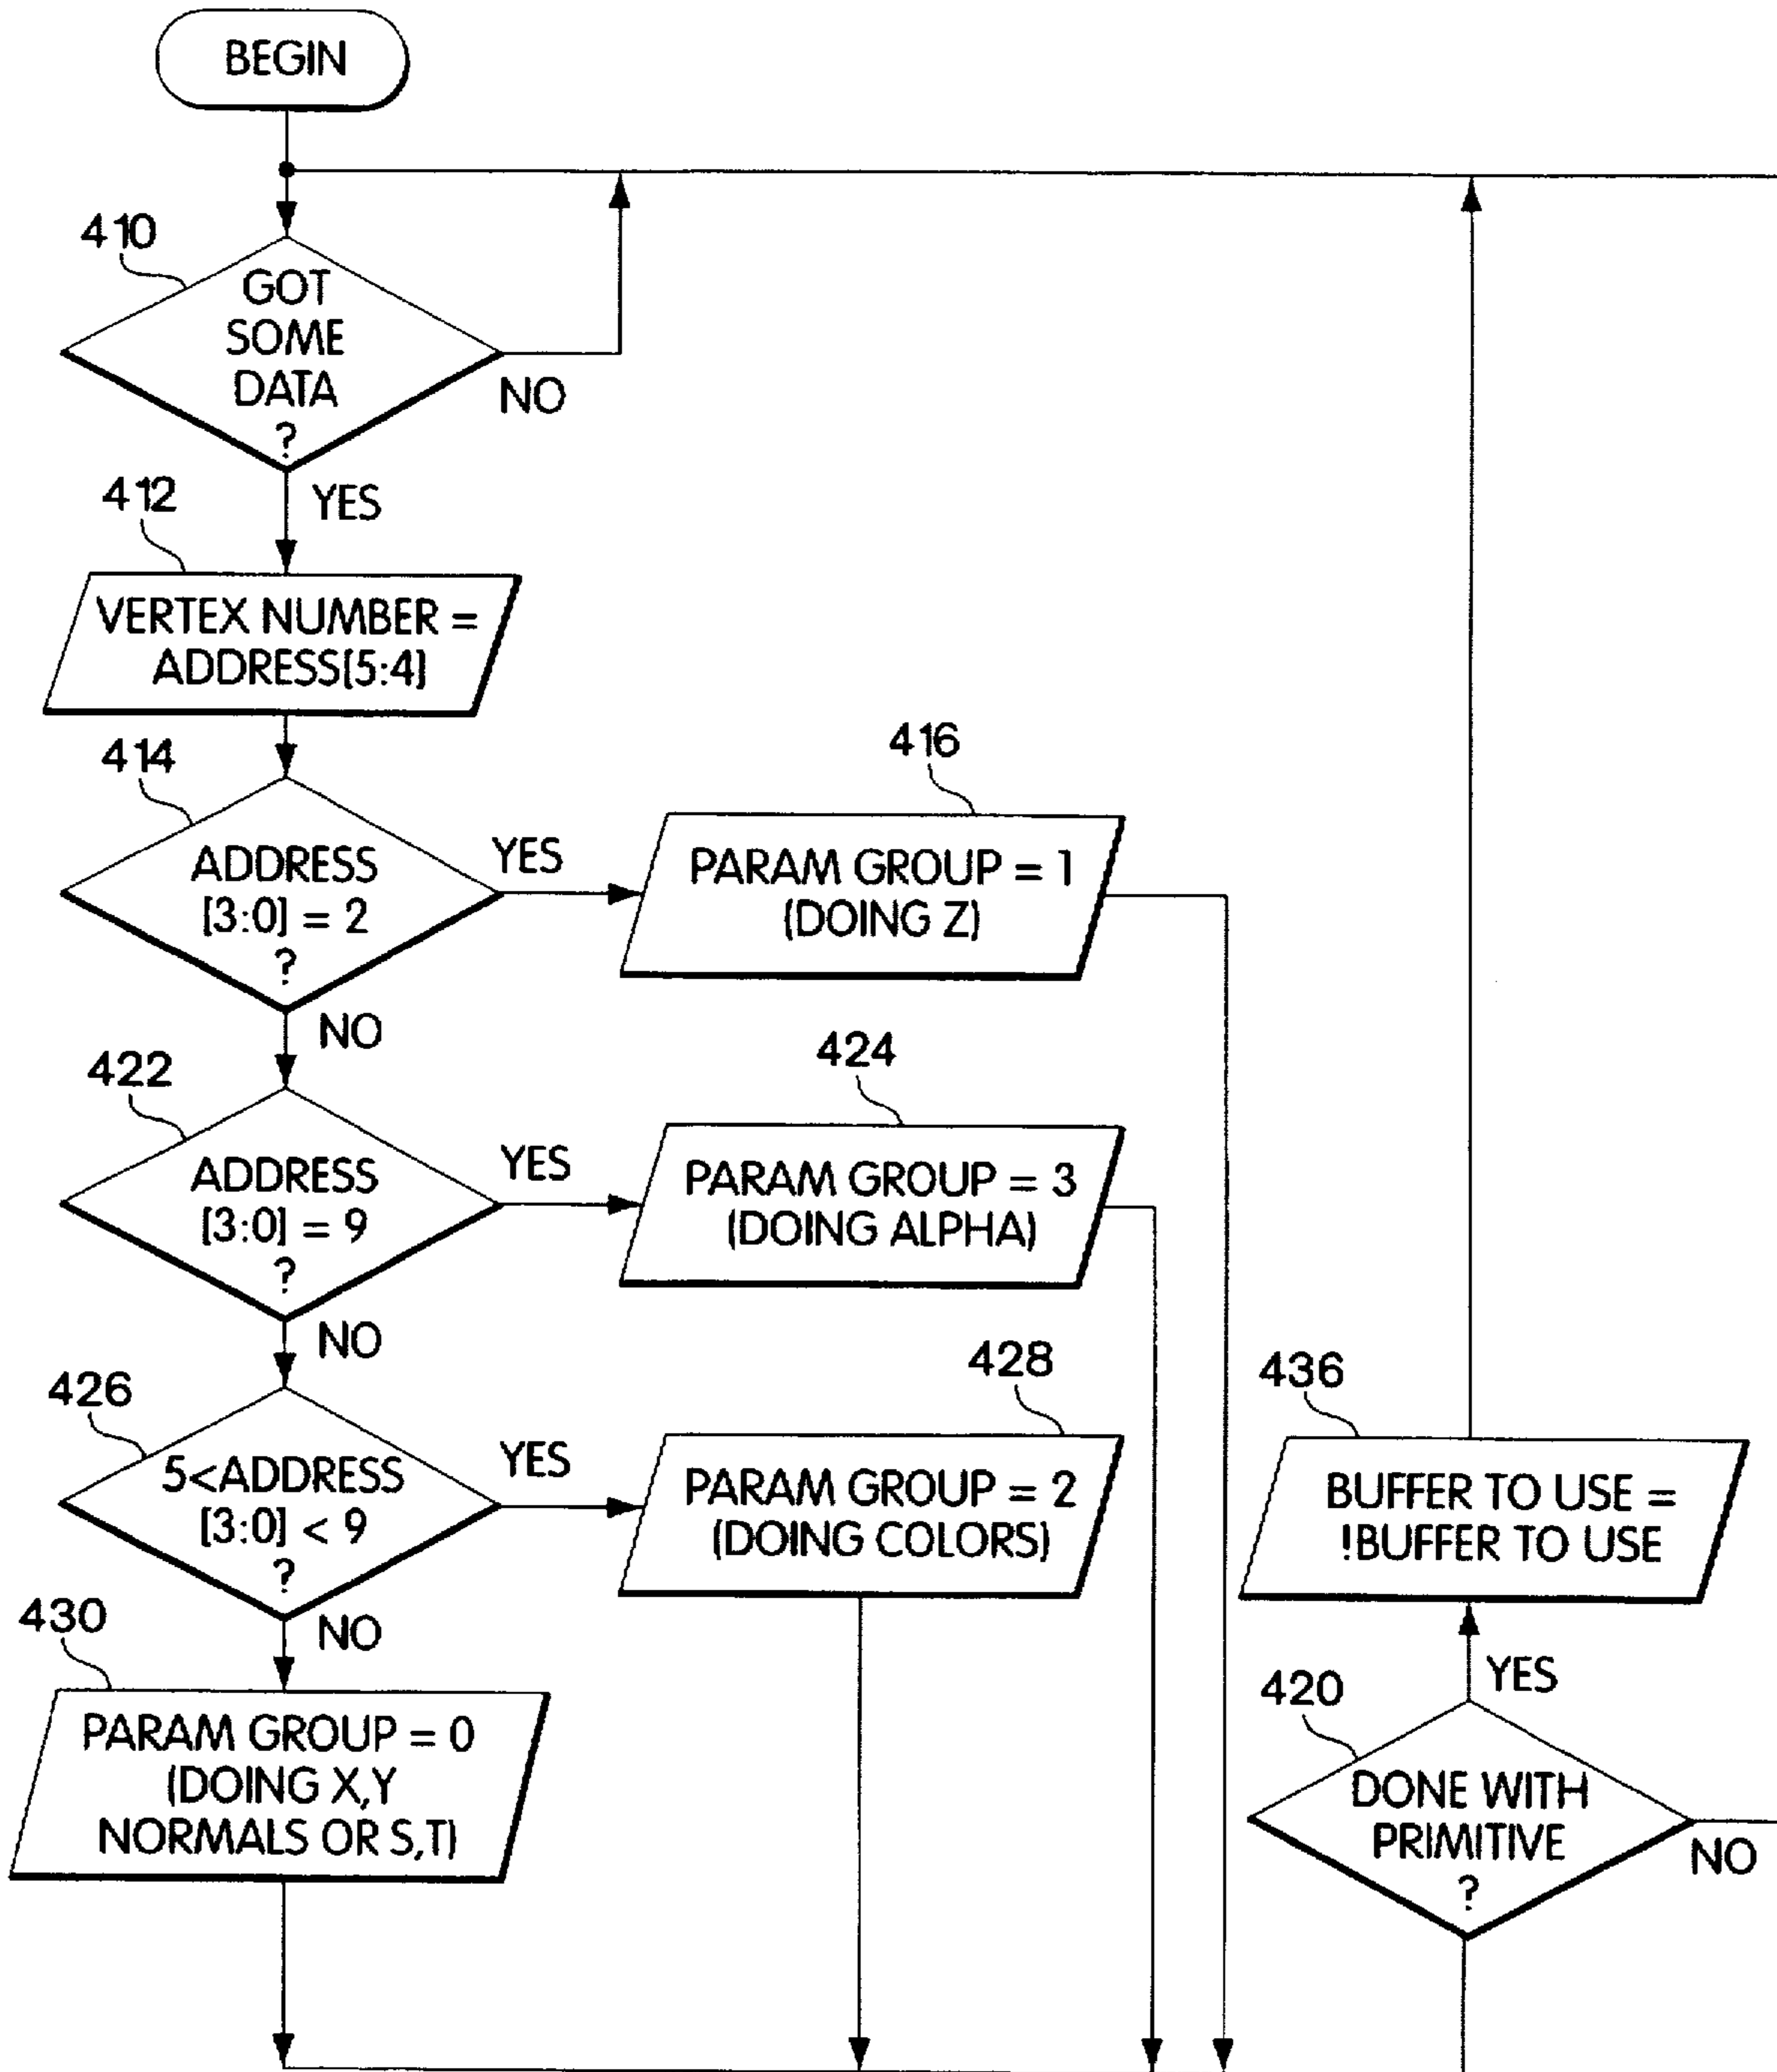 BEGIN
410
GOT
SOME
DATA
?
NO
YES
412
VERTEX NUMBER =
ADDRESS[5:4]
414
ADDRESS
[3:0] = 2
?
YES
NO
416
PARAM GROUP = 1
(DOING Z)
422
ADDRESS
[3:0] = 9
?
YES
NO
424
PARAM GROUP = 3
(DOING ALPHA)
426
5<ADDRESS
[3:0] < 9
?
YES
NO
428
PARAM GROUP = 2
(DOING COLORS)
430
PARAM GROUP = 0
(DOING X,Y
NORMALS OR S,T)
436
BUFFER TO USE =
!BUFFER TO USE
YES
420
DONE WITH
PRIMITIVE
?
NO